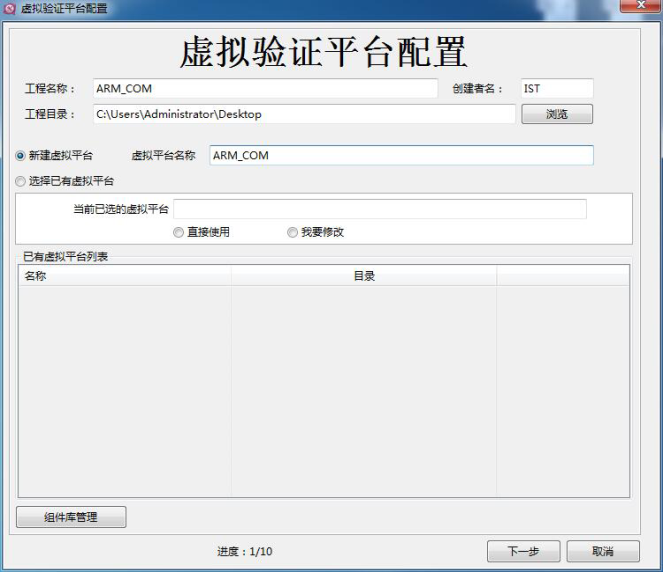 虚拟验证平台配置
虚拟验证平台配置
工程名称： ARM_COM 创建者名： IST
工程目录： C:\Users\Administrator\Desktop 浏览
新建虚拟平台 虚拟平台名称 ARM_COM
选择已有虚拟平台
当前已选的虚拟平台
直接使用 我要修改
已有虚拟平台列表
名称 目录
组件库管理
进度：1/10 下一步 取消